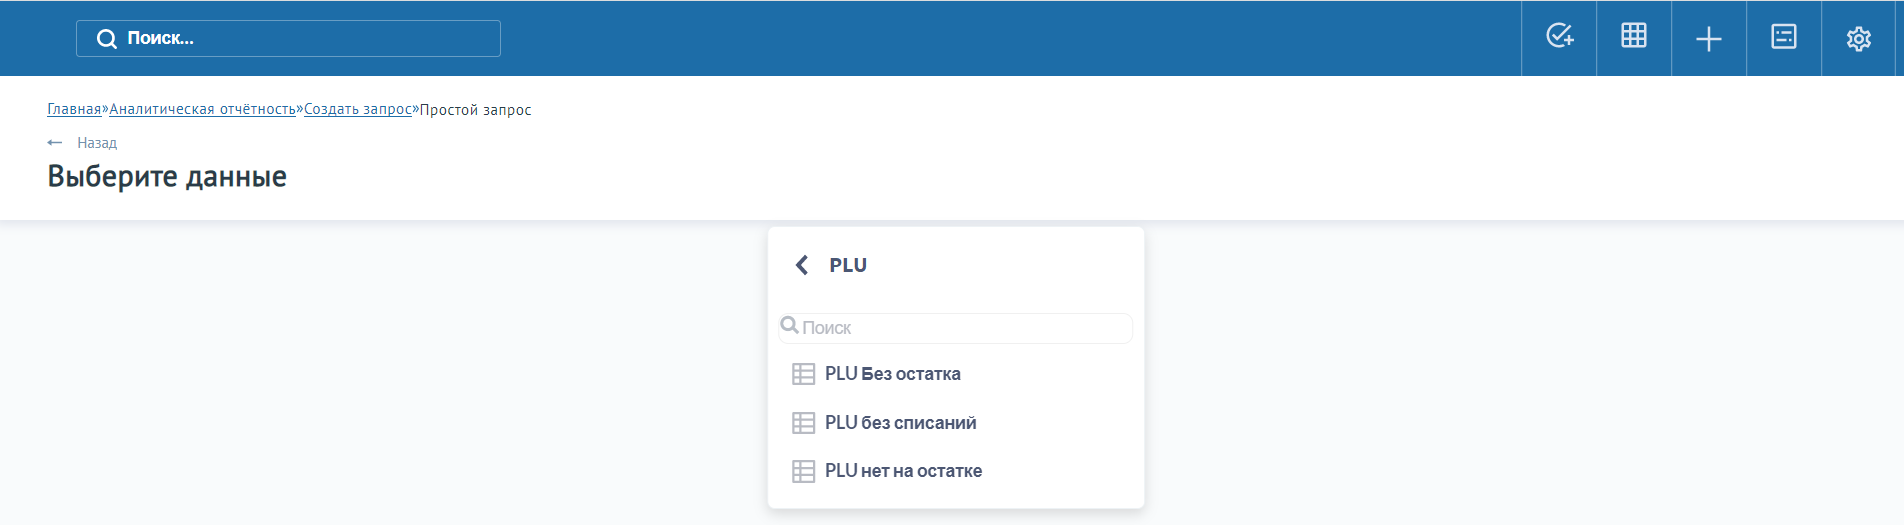 Поиск...
Главная»Аналитическая отчётность»Создать запрос»Простой запрос
← Назад
Выберите данные
PLU
Поиск
PLU Без остатка
PLU без списаний
PLU нет на остатке